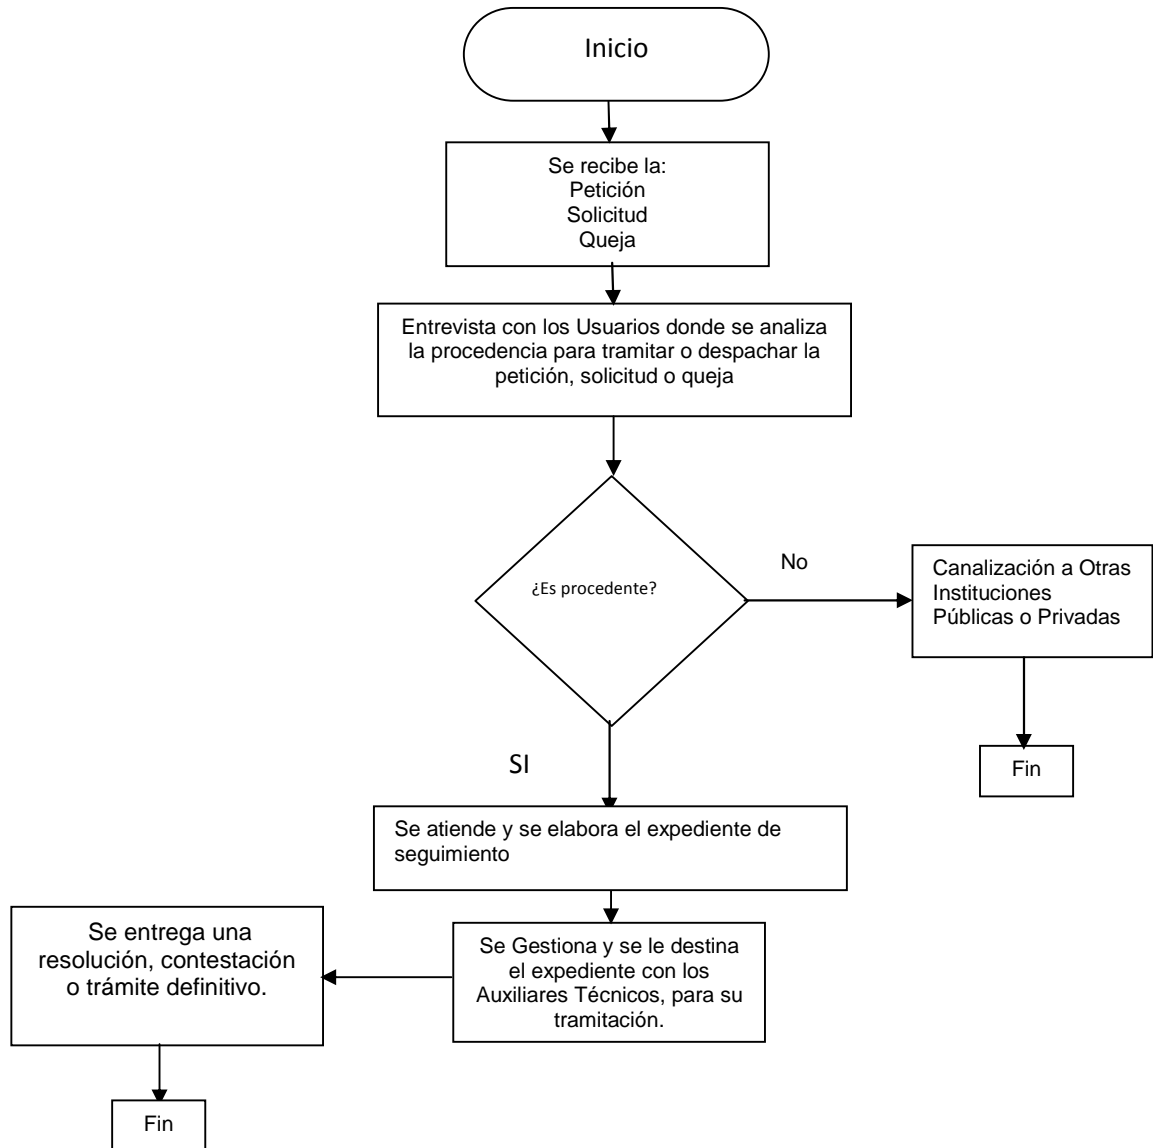 Inicio
Se recibe la:
Petición
Solicitud
Queja
Entrevista con los Usuarios donde se analiza
la procedencia para tramitar o despachar la
petición, solicitud o queja
¿Es procedente?
No
Canalización a Otras
Instituciones
Públicas o Privadas
Fin
SI
Se atiende y se elabora el expediente de
seguimiento
Se Gestiona y se le destina
el expediente con los
Auxiliares Técnicos, para su
tramitación.
Se entrega una
resolución, contestación
o trámite definitivo.
Fin